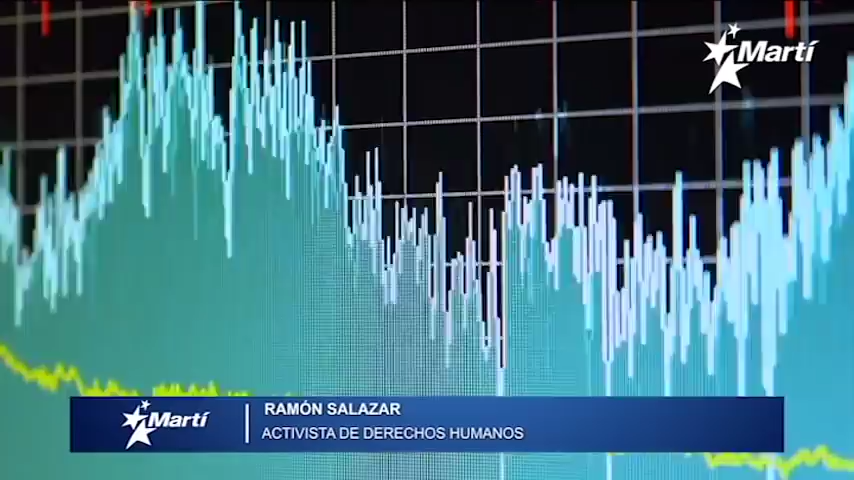 Martí
Martí
RAMÓN SALAZAR
ACTIVISTA DE DERECHOS HUMANOS